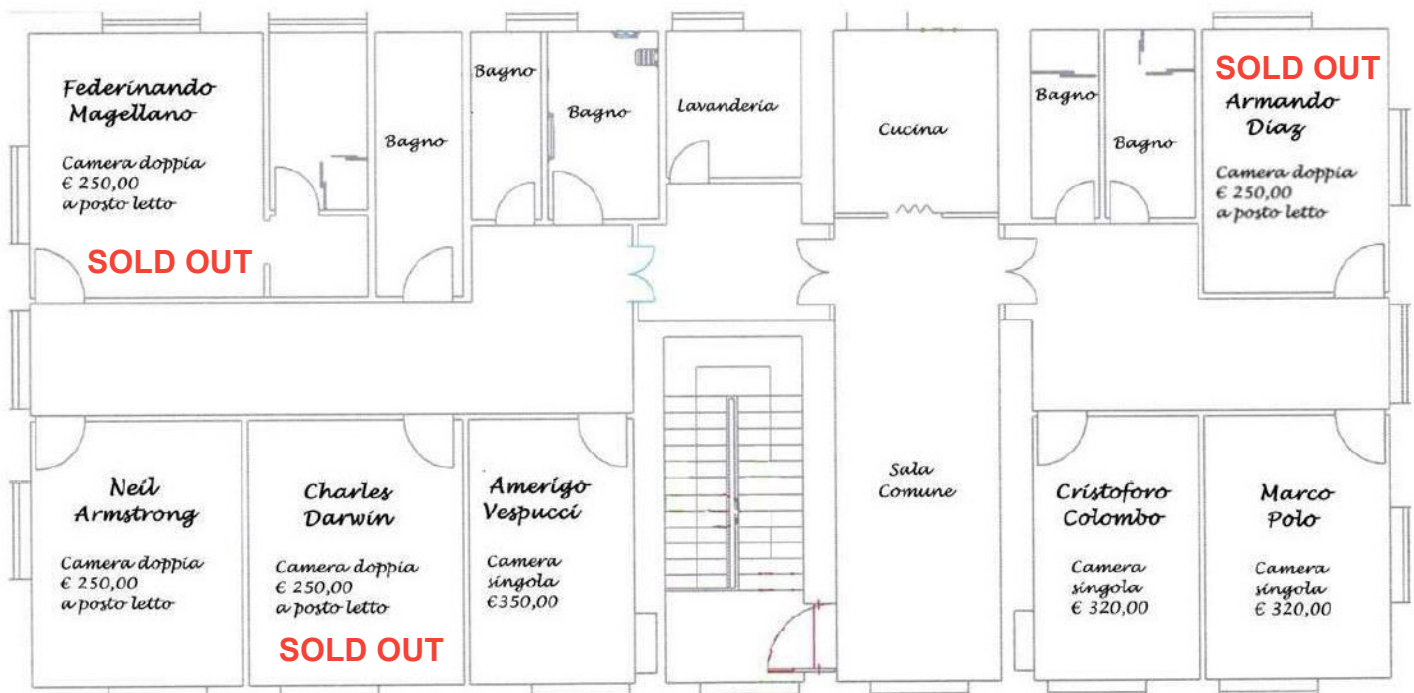 Federinando
Magellano
Camera doppia
€ 250,00
a posto letto
SOLD OUT
Bagno
Bagno
Bagno
Lavanderia
Cucina
Bagno
Bagno
SOLD OUT
Armando
Diaz
Camera doppia
€ 250,00
a posto letto
Neil
Armstrong
Camera doppia
€ 250,00
a posto letto
Charles
Darwin
Camera doppia
€ 250,00
a posto letto
SOLD OUT
Amerigo
Vespucci
Camera
singola
€350,00
Sala
Comune
Cristoforo
Colombo
Camera
singola
€ 320,00
Marco
Polo
Camera
singola
€ 320,00